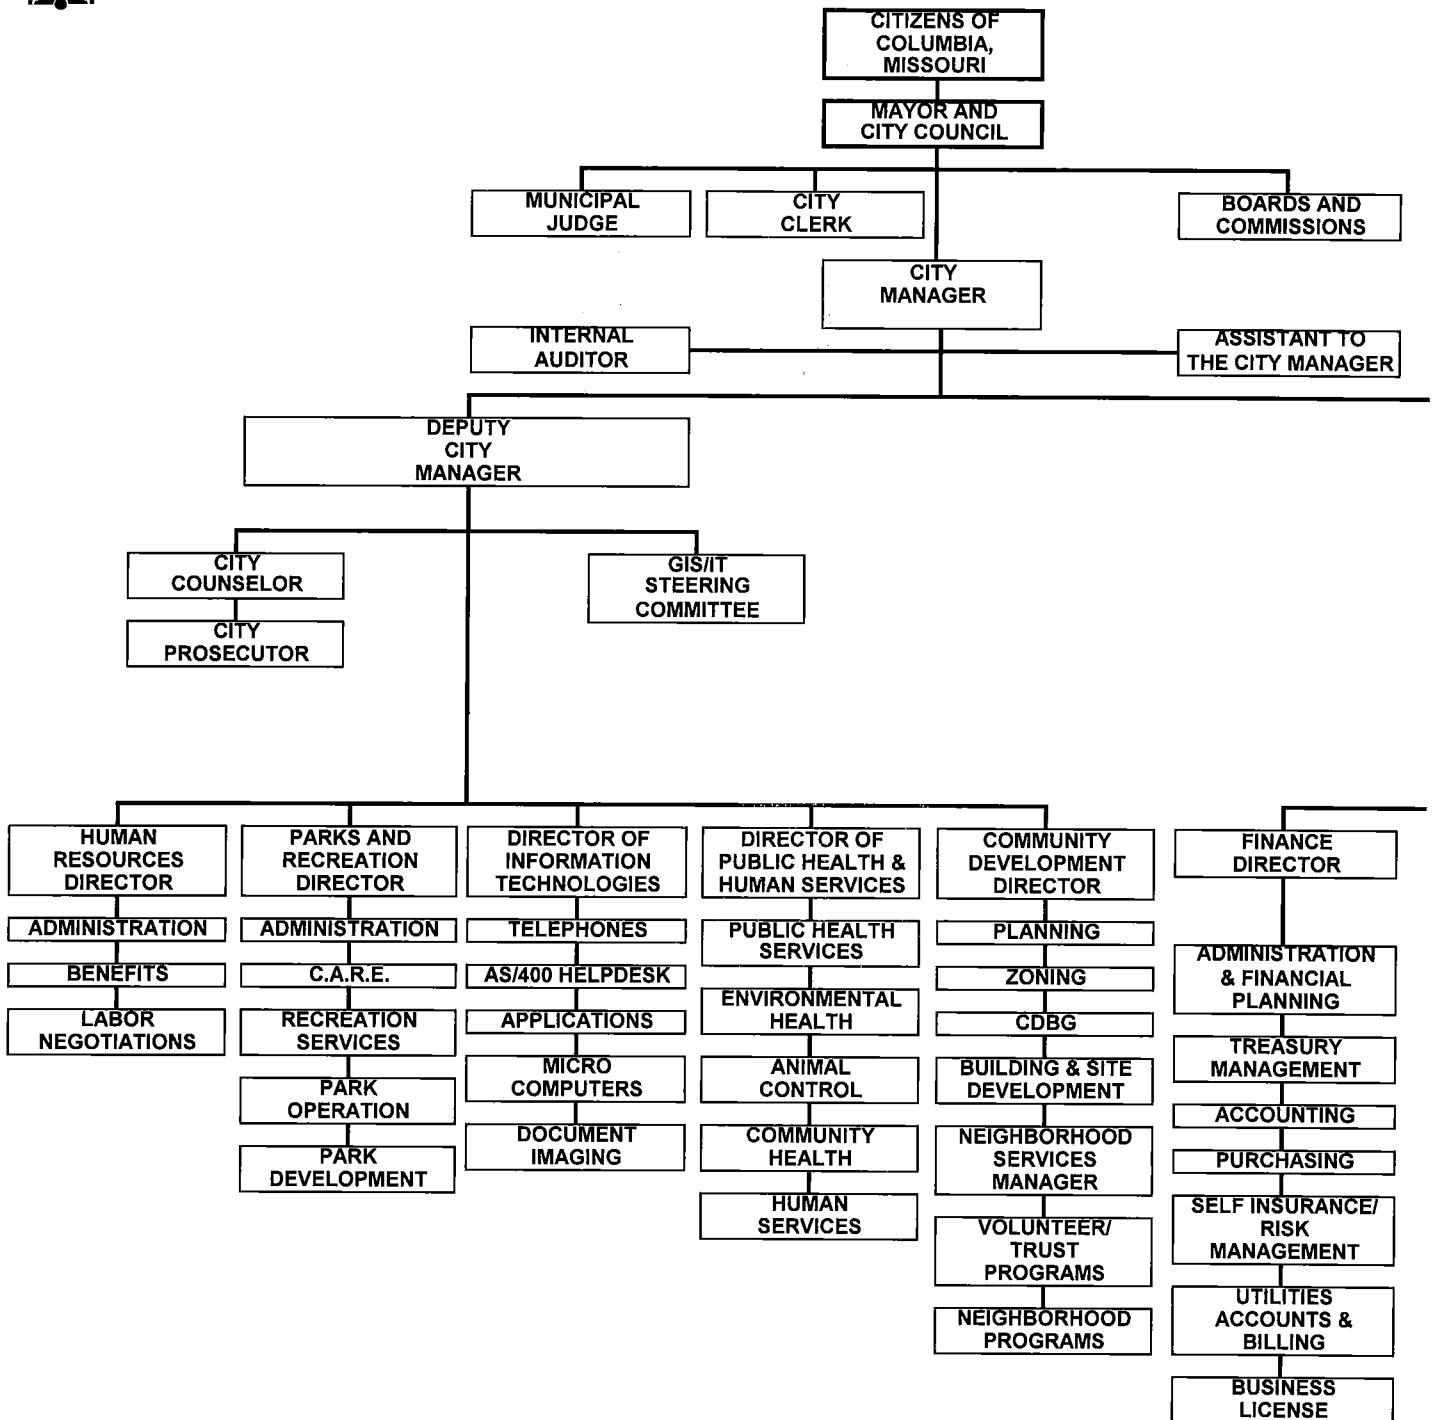 CITIZENS OF
COLUMBIA,
MISSOURI
MAYOR AND
CITY COUNCIL
MUNICIPAL
JUDGE
CITY
CLERK
BOARDS AND
COMMISSIONS
CITY
MANAGER
INTERNAL
AUDITOR
ASSISTANT TO
THE CITY MANAGER
DEPUTY
CITY
MANAGER
CITY
COUNSELOR
GIS/IT
STEERING
COMMITTEE
CITY
PROSECUTOR
HUMAN
RESOURCES
DIRECTOR
ADMINISTRATION
BENEFITS
LABOR
NEGOTIATIONS
PARKS AND
RECREATION
DIRECTOR
ADMINISTRATION
C.A.R.E.
RECREATION
SERVICES
PARK
OPERATION
PARK
DEVELOPMENT
DIRECTOR OF
INFORMATION
TECHNOLOGIES
TELEPHONES
AS/400 HELPDESK
APPLICATIONS
MICRO
COMPUTERS
DOCUMENT
IMAGING
DIRECTOR OF
PUBLIC HEALTH &
HUMAN SERVICES
PUBLIC HEALTH
SERVICES
ENVIRONMENTAL
HEALTH
ANIMAL
CONTROL
COMMUNITY
HEALTH
HUMAN
SERVICES
COMMUNITY
DEVELOPMENT
DIRECTOR
PLANNING
ZONING
CDBG
BUILDING & SITE
DEVELOPMENT
NEIGHBORHOOD
SERVICES
MANAGER
VOLUNTEER/
TRUST
PROGRAMS
NEIGHBORHOOD
PROGRAMS
FINANCE
DIRECTOR
ADMINISTRATION
& FINANCIAL
PLANNING
TREASURY
MANAGEMENT
ACCOUNTING
PURCHASING
SELF INSURANCE/
RISK
MANAGEMENT
UTILITIES
ACCOUNTS &
BILLING
BUSINESS
LICENSE